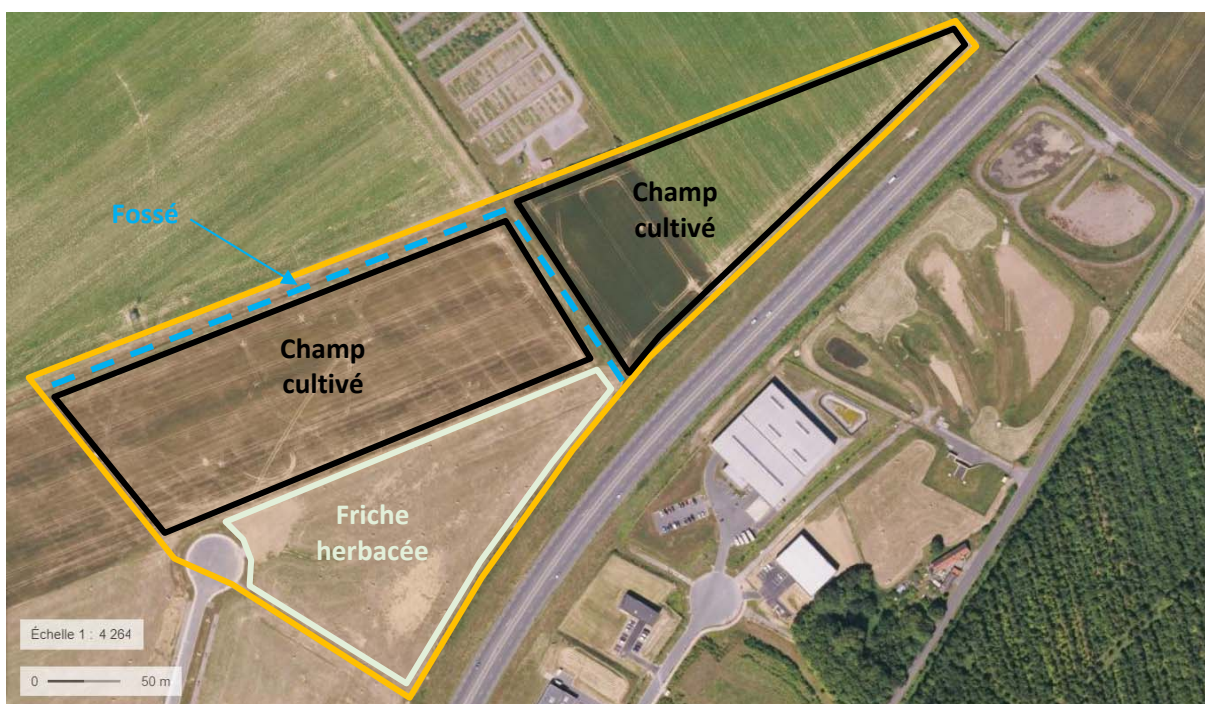 Fossé
Champ
cultivé
Champ
cultivé
Friche
herbacée
Échelle 1 : 4 264
0 50 m